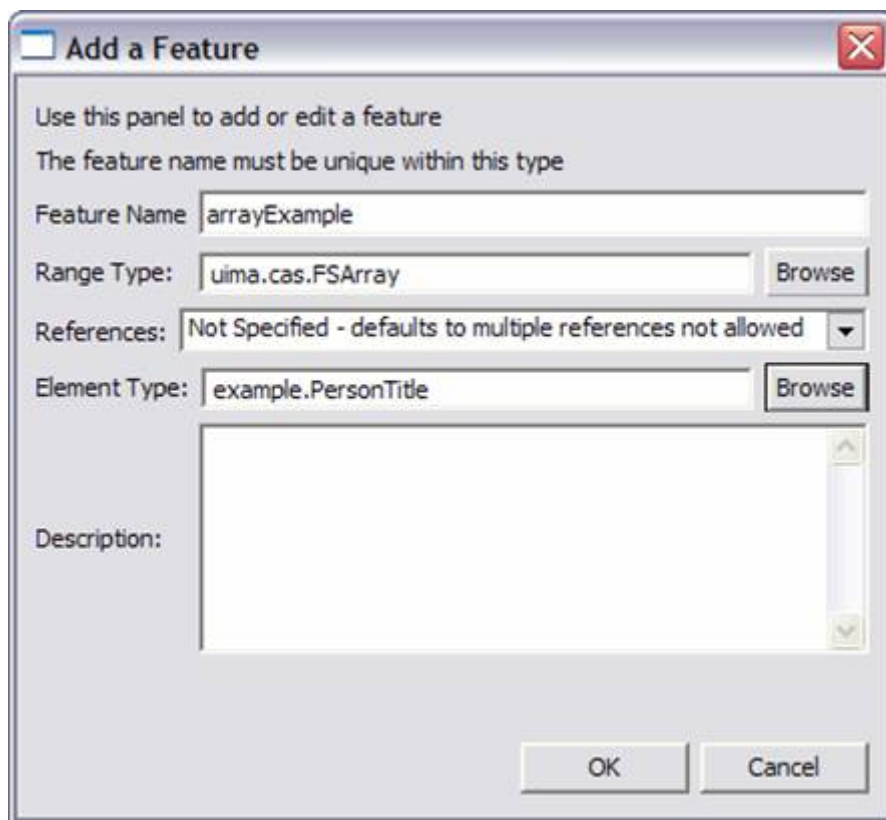 Add a Feature
Use this panel to add or edit a feature
The feature name must be unique within this type
Feature Name arrayExample
Range Type: uima.cas.FSArray Browse
References: Not Specified - defaults to multiple references not allowed
Element Type: example.PersonTitle Browse
Description:
OK Cancel